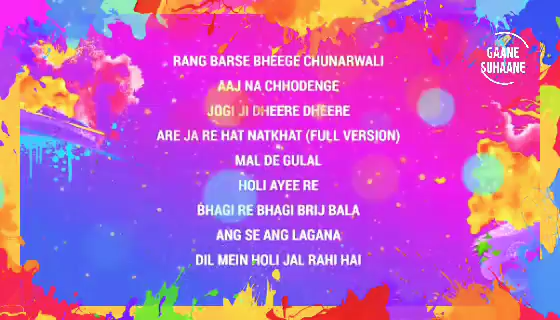 GAANE
SUHAANE
RANG BARSE BHEEGE CHUNARWALI
AAJ NA CHHODENGE
JOGI JI DHEERE DHEERE
ARE JA RE HAT NATKHAT (FULL VERSION)
MAL DE GULAL
HOLI AYEE RE
BHAGI RE BHAGI BRIJ BALA
ANG SE ANG LAGANA
DIL MEIN HOLI JAL RAHI HAI